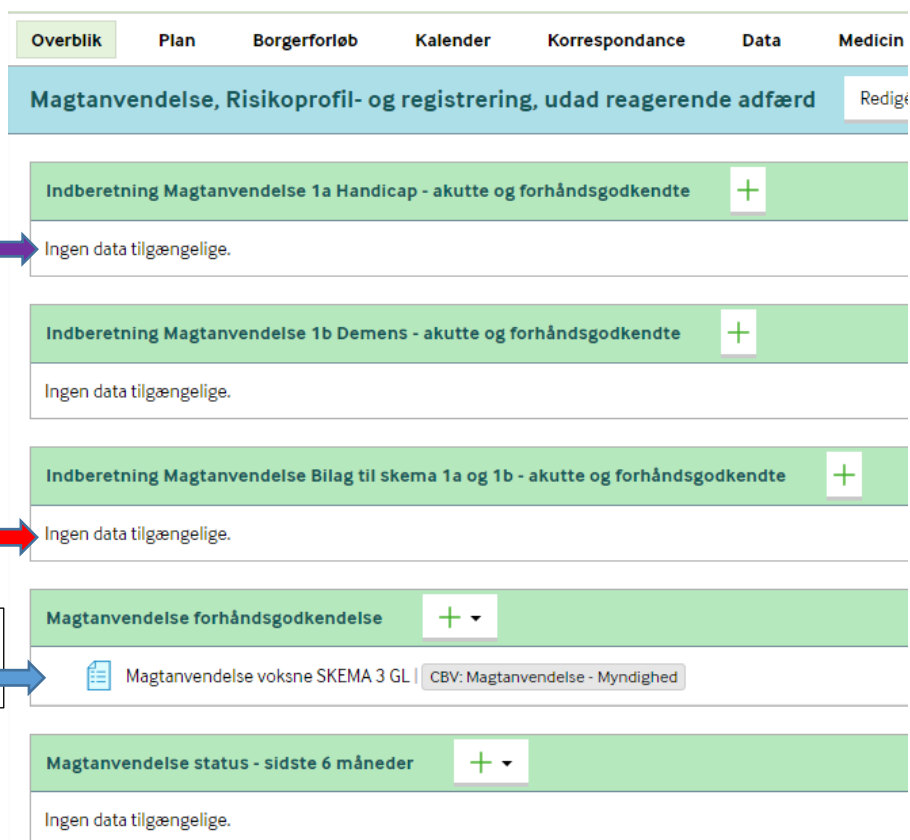 Overblik Plan Borgerforløb Kalender Korrespondance Data Medicin
Magtanvendelse, Risikoprofil- og registrering, udad reagerende adfærd
Indberetning Magtanvendelse 1a Handicap - akutte og forhåndsgodkendte +
Ingen data tilgængelige.
Indberetning Magtanvendelse 1b Demens - akutte og forhåndsgodkendte +
Ingen data tilgængelige.
Indberetning Magtanvendelse Bilag til skema 1a og 1b - akutte og forhåndsgodkendte +
Ingen data tilgængelige.
Magtanvendelse forhåndsgodkendelse +
Magtanvendelse voksne SKEMA 3 GL | CBV: Magtanvendelse - Myndighed
Magtanvendelse status - sidste 6 måneder +
Ingen data tilgængelige.